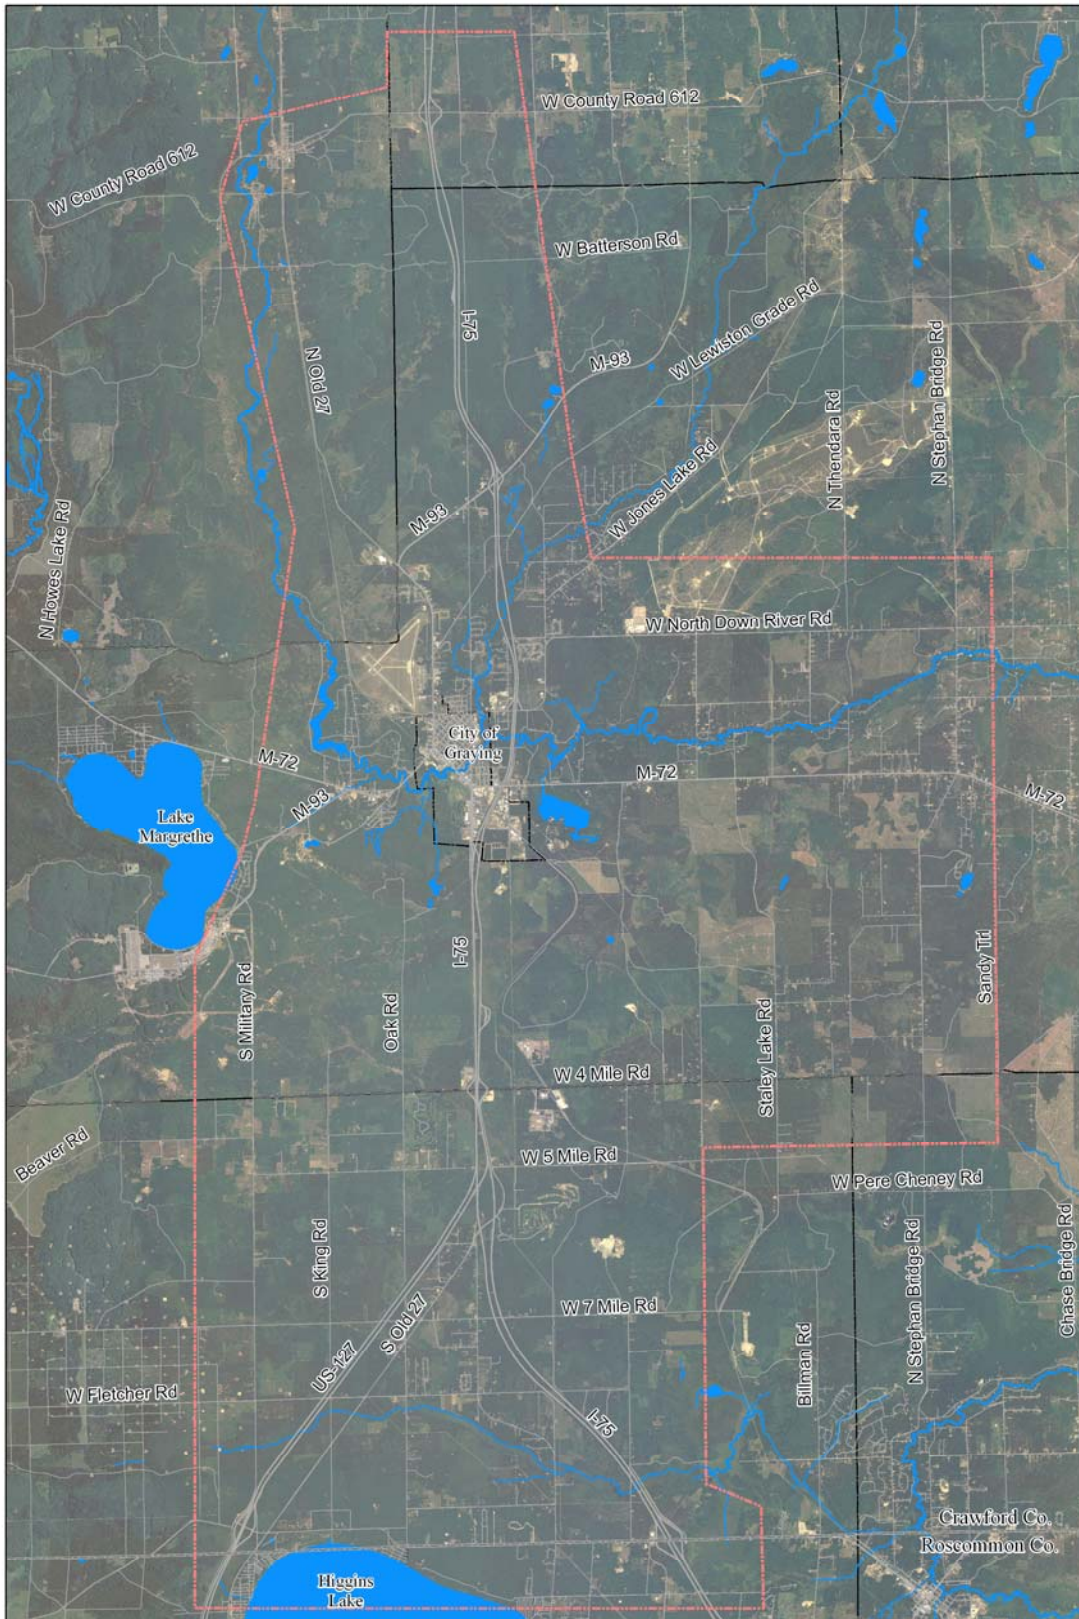 W County Road 612
W County Road 612
W Batterson Rd
I-75
W Lewiston Grade Rd
M-93
N Old 27
N Stephan Bridge Rd
N Thendara Rd
W Jones Lake Rd
M-93
N Howes Lake Rd
W North Down River Rd
City of
Grayling
M-72
M-72
M-72
M-93
Lake
Margrethe
I-75
Sandy Trl
S Military Rd
Oak Rd
Staley Lake Rd
W 4 Mile Rd
Beaver Rd
W 5 Mile Rd
W Pere Cheney Rd
S King Rd
N Stephan Bridge Rd
Chase Bridge Rd
W 7 Mile Rd
S Old 27
US-127
Billman Rd
W Fletcher Rd
I-75
Crawford Co.
Roscommon Co.
Higgins
Lake